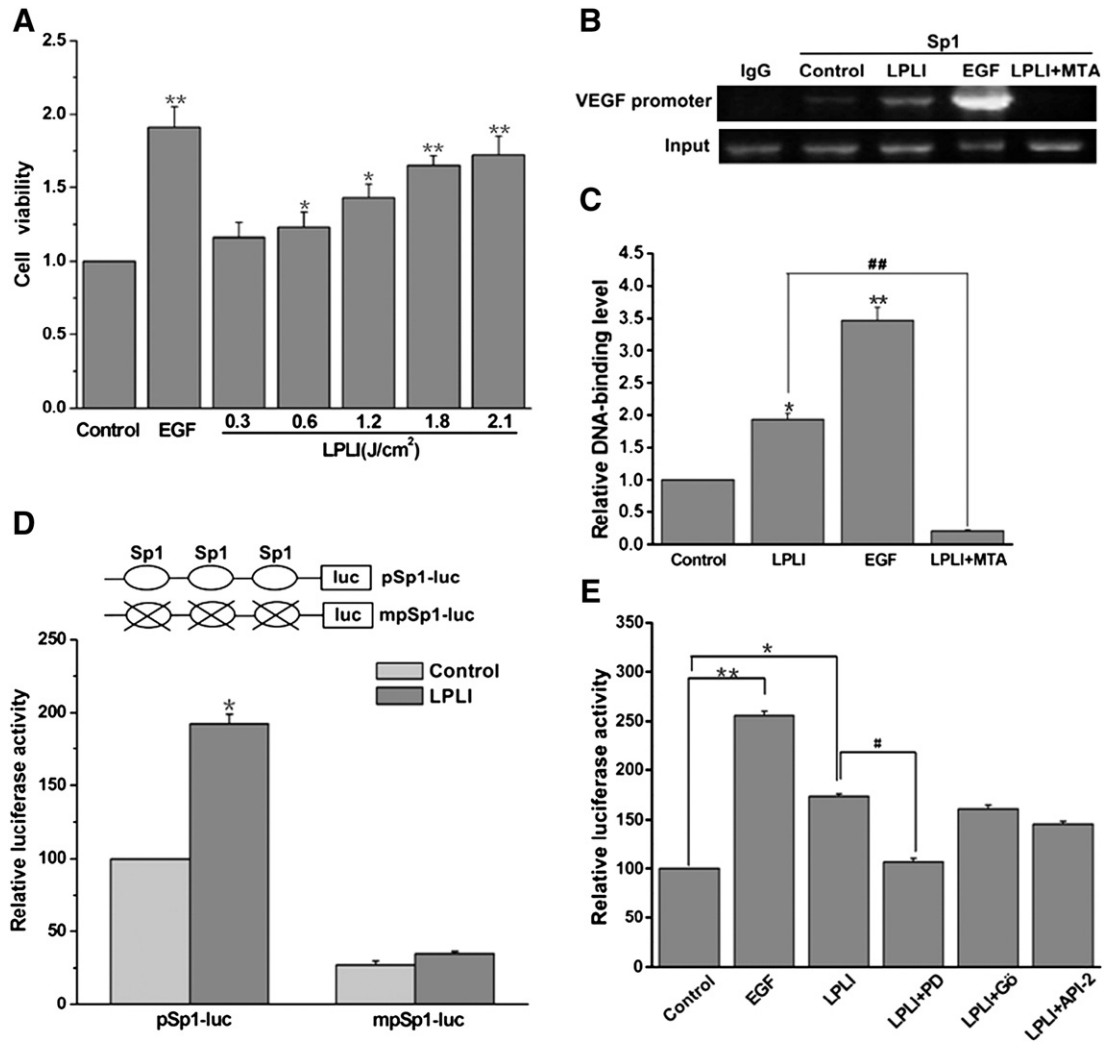 A
2.5
2.0
1.5
1.0
0.5
0.0
Cell viability
** * * ** **
Control EGF 0.3 0.6 1.2 1.8 2.1
LPLI(J/cm²)
B
Sp1
IgG Control LPLI EGF LPLI+MTA
VEGF promoter
Input
C
4.5
4.0
3.5
3.0
2.5
2.0
1.5
1.0
0.5
0.0
Relative DNA-binding level
##
**
*
Control LPLI EGF LPLI+MTA
D
Sp1 Sp1 Sp1
luc pSp1-luc
luc mpSp1-luc
250
200
150
100
50
0
Relative luciferase activity
Control
LPLI
*
pSp1-luc mpSp1-luc
E
350
300
250
200
150
100
50
0
Relative luciferase activity
*
**
#
Control EGF LPLI LPLI+PD LPLI+Gö LPLI+API-2